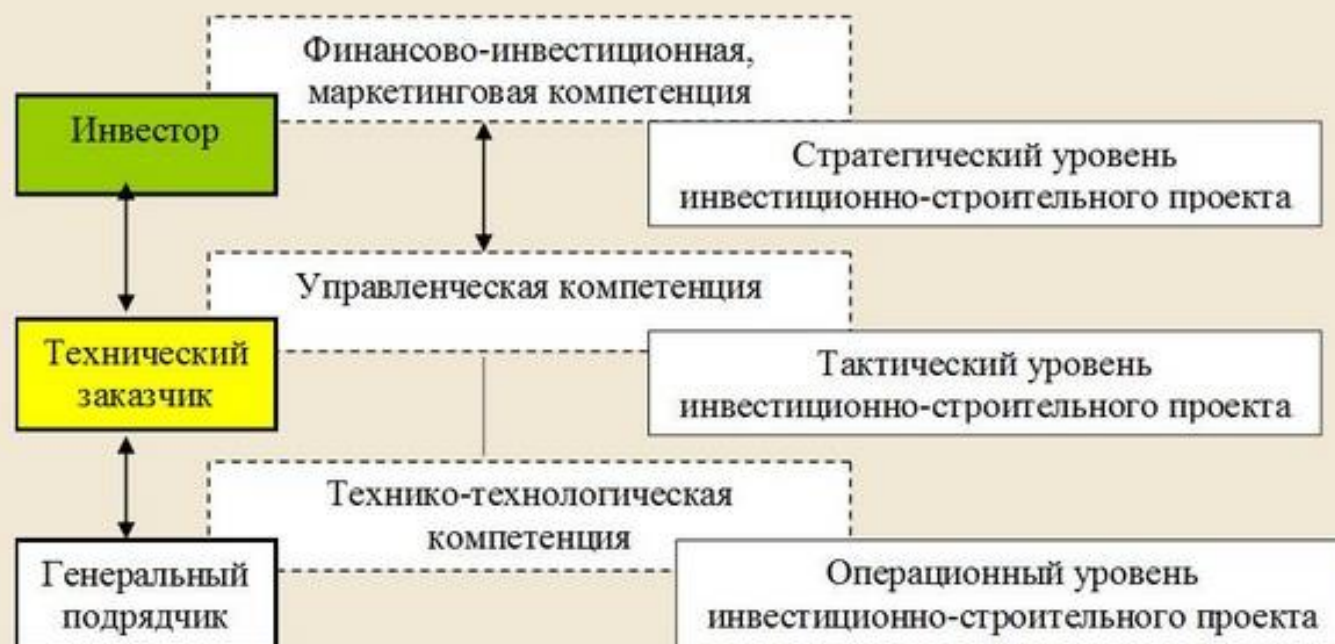 Финансово-инвестиционная,
маркетинговая компетенция
Инвестор
Стратегический уровень
инвестиционно-строительного проекта
Управленческая компетенция
Технический
заказчик
Тактический уровень
инвестиционно-строительного проекта
Технико-технологическая
компетенция
Генеральный
подрядчик
Операционный уровень
инвестиционно-строительного проекта